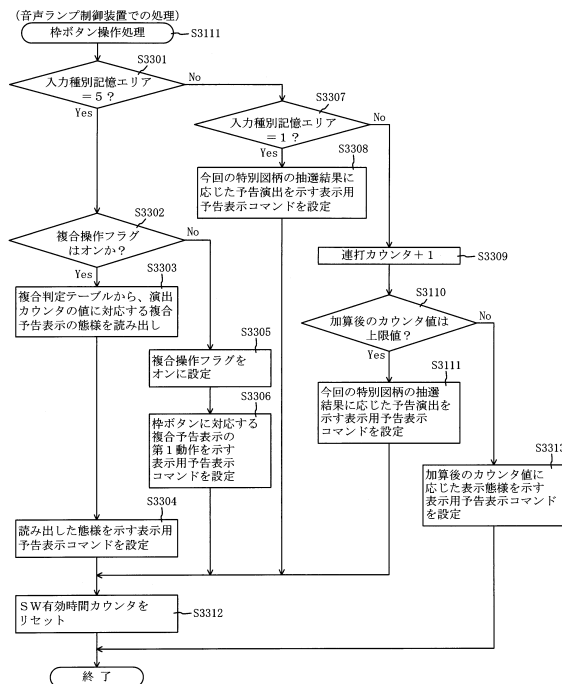 （音声ランプ制御装置での処理）
枠ボタン操作処理
S3111
S3301
入力種別記憶エリア
＝５？
No
Yes
S3307
入力種別記憶エリア
＝１？
No
Yes
S3308
今回の特別図柄の抽選結果に
応じた予告演出を示す表示用
予告表示コマンドを設定
S3302
複合操作フラグ
はオンか？
No
Yes
S3309
連打カウンタ＋１
S3303
複合判定テーブルから、演出
カウンタの値に対応する複合
予告表示の態様を読み出し
S3110
加算後のカウンタ値は
上限値？
No
Yes
S3305
複合操作フラグを
オンに設定
S3111
今回の特別図柄の抽選
結果に応じた予告演出を
示す表示用予告表示
コマンドを設定
S3306
枠ボタンに対応する
複合予告表示の
第１動作を示す
表示用予告表示
コマンドを設定
S3313
加算後のカウンタ値に
応じた表示態様を示す
表示用予告表示コマンド
を設定
S3304
読み出した態様を示す表示用
予告表示コマンドを設定
ＳＷ有効時間カウンタを
リセット
S3312
終 了